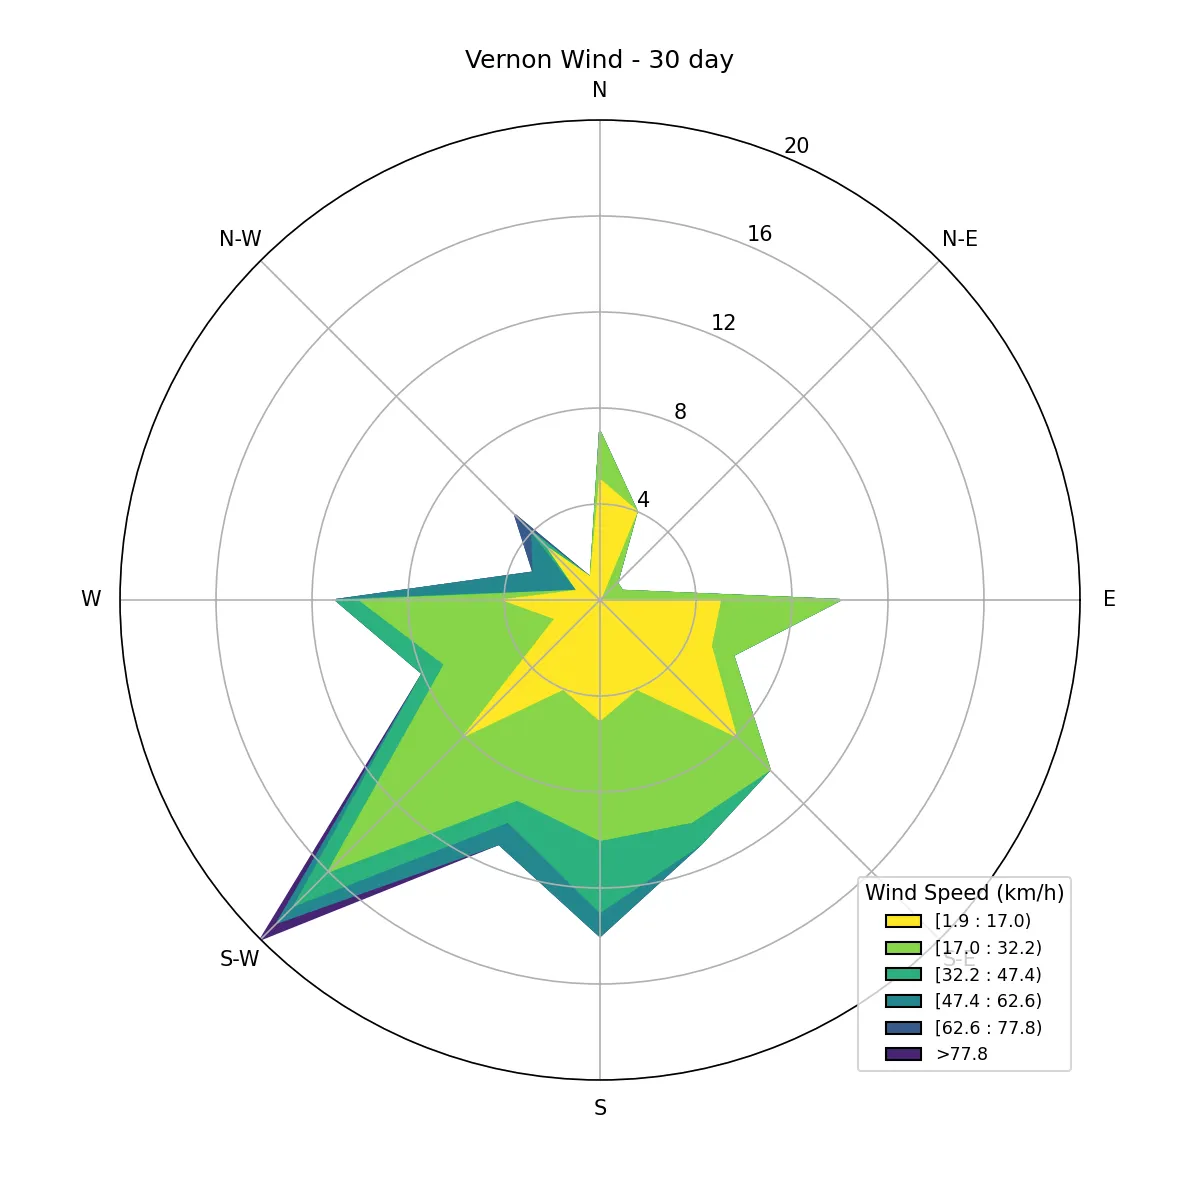 Vernon Wind - 30 day
N
20
N-W
16
N-E
12
8
4
W
E
S-W
S-E
Wind Speed (km/h)
[1.9 : 17.0)
[17.0 : 32.2)
[32.2 : 47.4)
[47.4 : 62.6)
[62.6 : 77.8)
>77.8
S